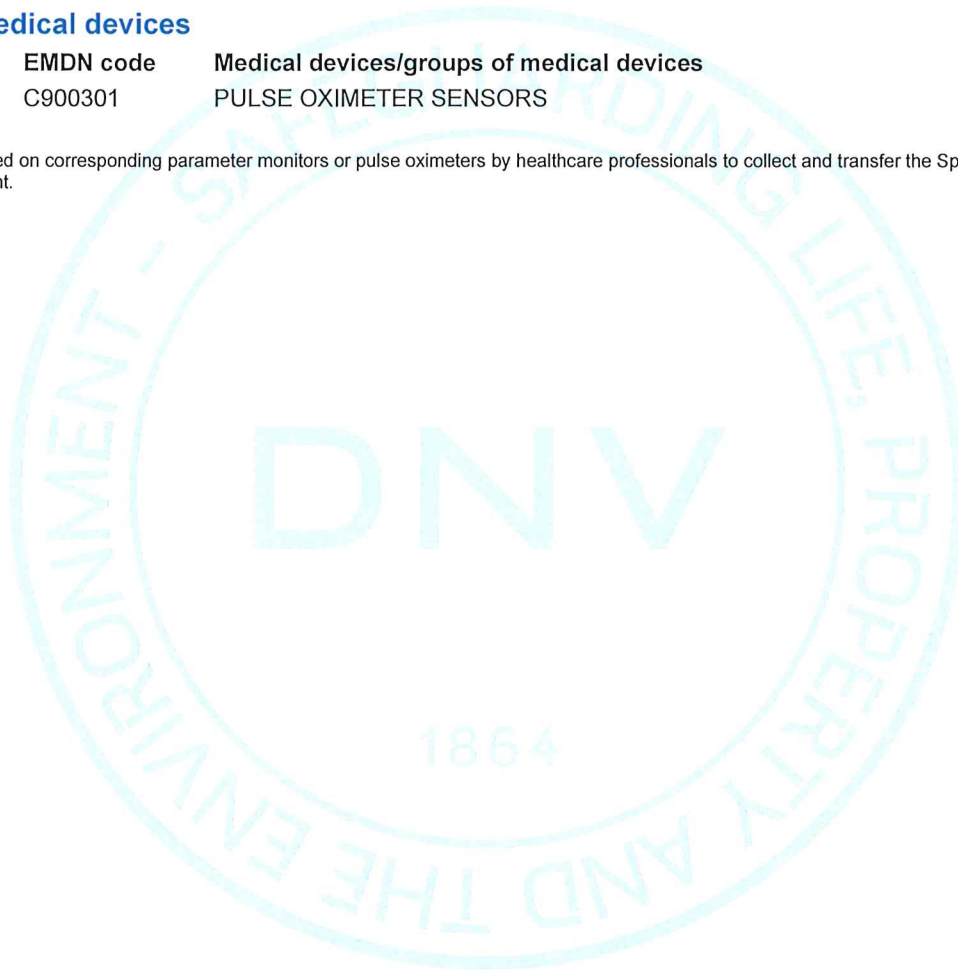 edical devices
EMDN code Medical devices/groups of medical devices
C900301 PULSE OXIMETER SENSORS
ed on corresponding parameter monitors or pulse oximeters by healthcare professionals to collect and transfer the Sp
nt.
SAFEGUARDING LIFE, PROPERTY AND THE ENVIRONMENT -
DNV
1864